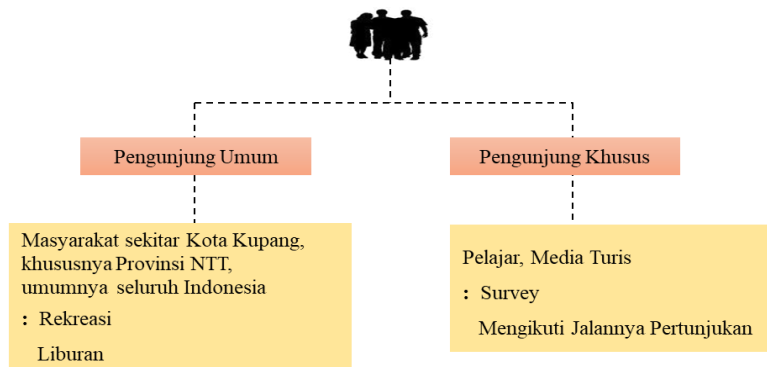 Pengunjung Umum
Pengunjung Khusus
Masyarakat sekitar Kota Kupang,
khususnya Provinsi NTT,
umumnya seluruh Indonesia
: Rekreasi
Liburan
Pelajar, Media Turis
: Survey
Mengikuti Jalannya Pertunjukan